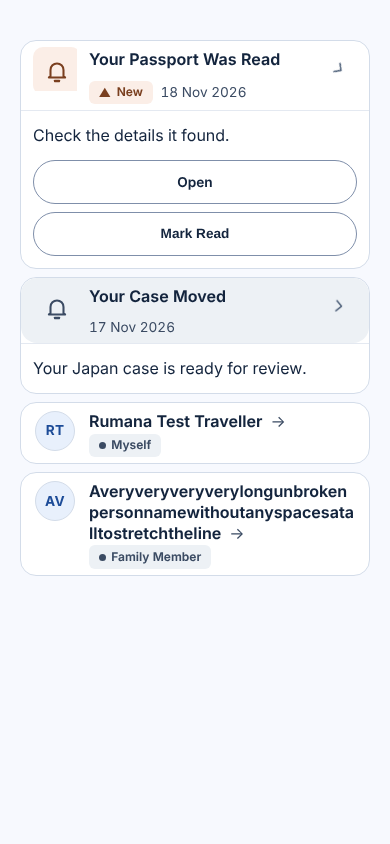 Your Passport Was Read
New 18 Nov 2026
Check the details it found.
Open
Mark Read
Your Case Moved
17 Nov 2026
Your Japan case is ready for review.
RT Rumana Test Traveller →
Myself
AV Averyveryveryverylongunbroken
personnamewithoutanyspacesata
lltostretchtheline →
Family Member